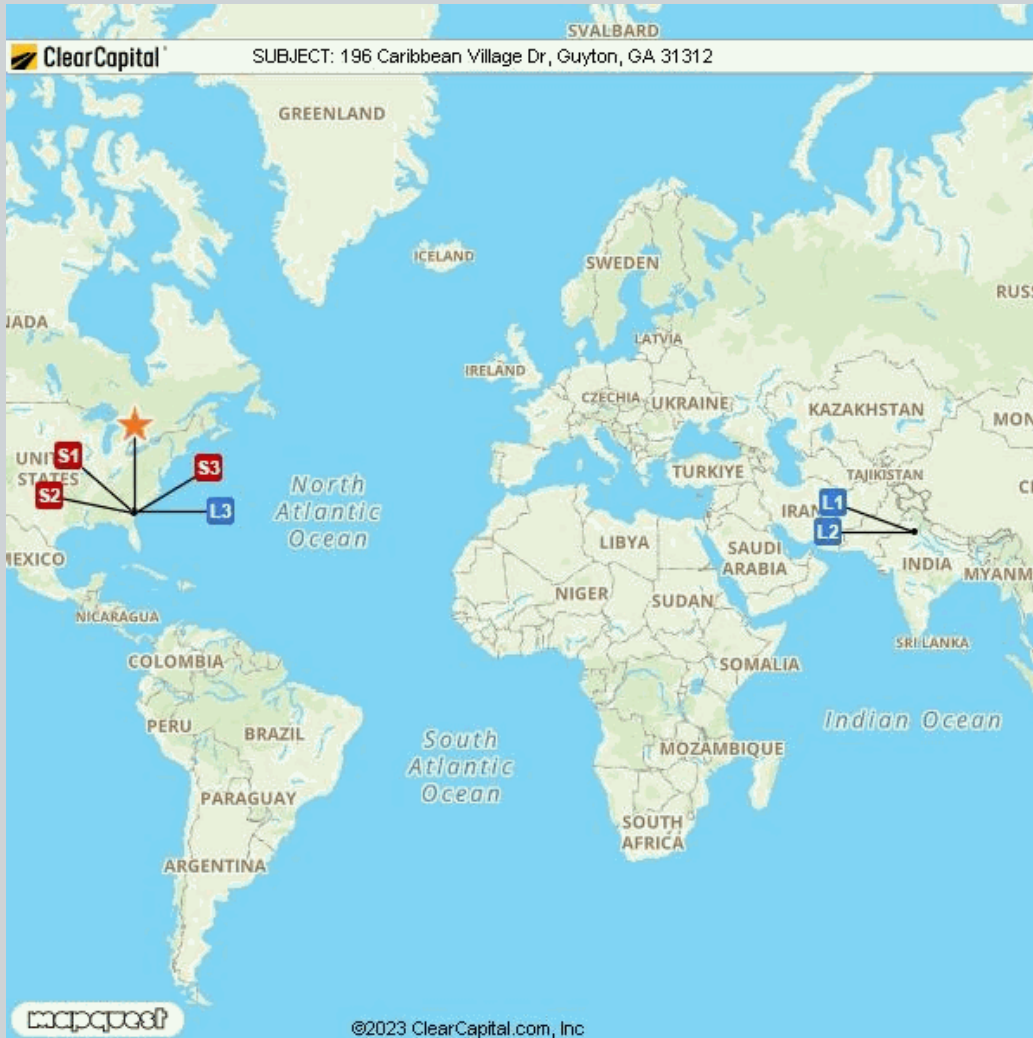 SVALBARD
ClearCapital
SUBJECT: 196 Caribbean Village Dr, Guyton, GA 31312
GREENLAND
ICELAND
SWEDEN
RUSS
NADA
LATVIA
IRELAND
CZECHIA
UKRAINE
KAZAKHSTAN
MON
S1
UNIT
STATES
S2
S3
L3
North
Atlantic
Ocean
TURKIYE
TAJIKISTAN
CH
IRAN
L1
L2
MEXICO
LIBYA
SAUDI
ARABIA
INDIA
MYANM
NICARAGUA
NIGER
SUDAN
SRI LANKA
COLOMBIA
SOMALIA
PERU
BRAZIL
Indian Ocean
South
Atlantic
Ocean
MOZAMBIQUE
PARAGUAY
SOUTH
AFRICA
ARGENTINA
mapquest
©2023 ClearCapital.com, Inc